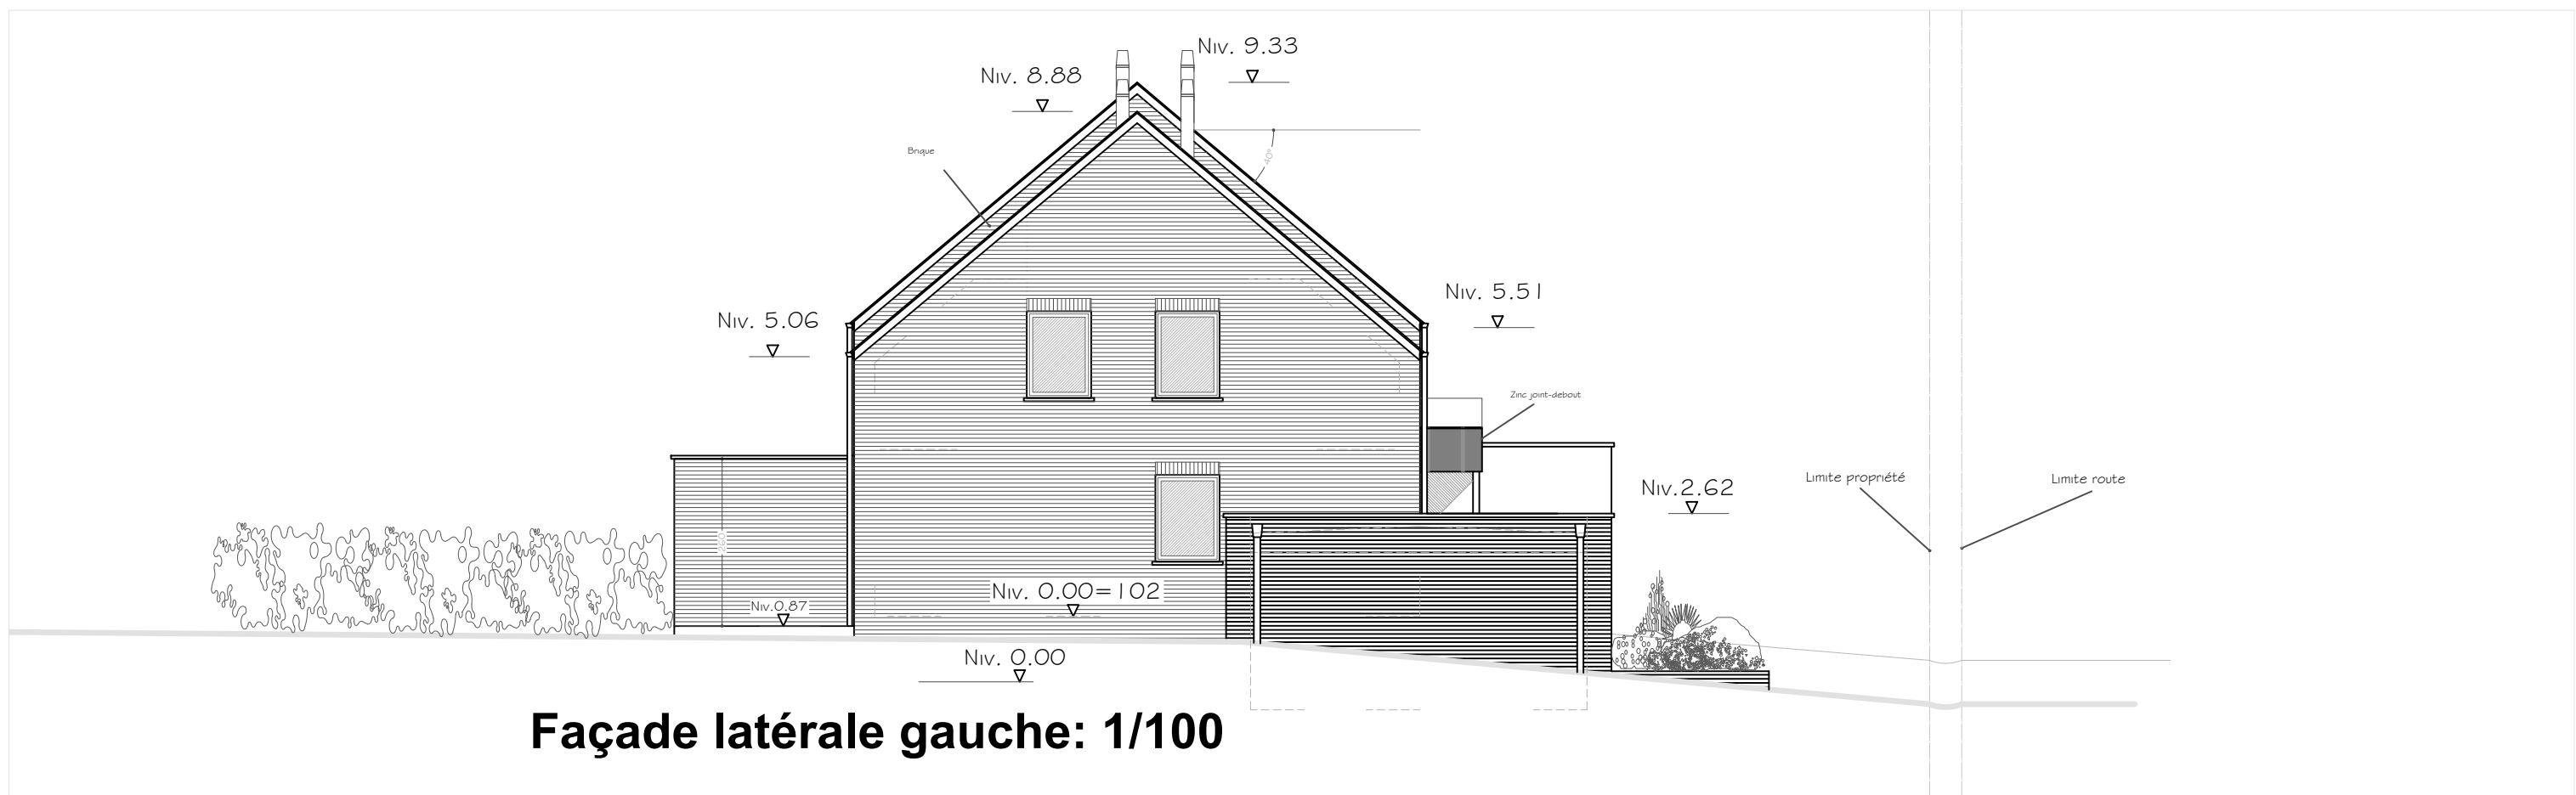 Niv. 9.33
Niv. 8.88
Brique
40°
Niv. 5.51
Niv. 5.06
Zinc joint-debout
Limite propriété
Limite route
Niv.2.62
260
Niv. 0.00=102
Niv.0.87
Niv. 0.00
Façade latérale gauche: 1/100